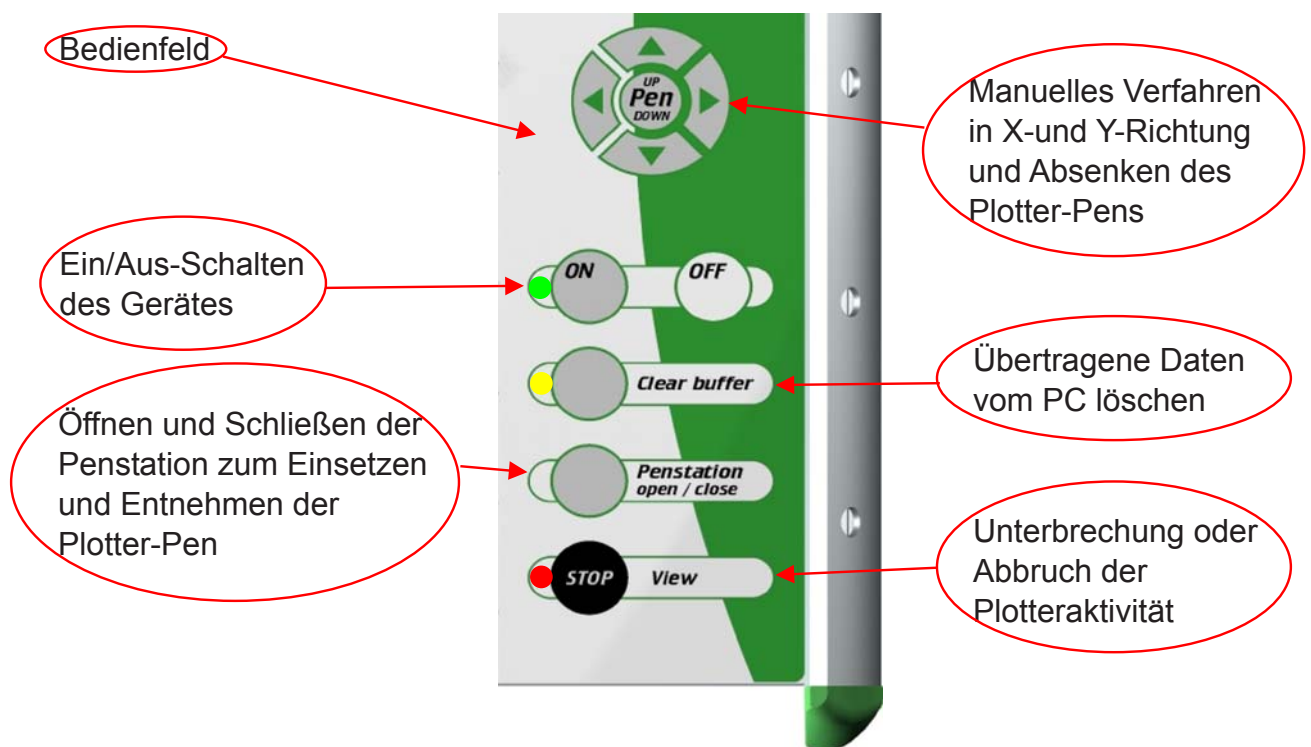 Bedienfeld
UP
Pen
DOWN
Manuelles Verfahren
in X-und Y-Richtung
und Absenken des
Plotter-Pens
Ein/Aus-Schalten
des Gerätes
ON
OFF
Clear buffer
Übertragene Daten
vom PC löschen
Öffnen und Schließen der
Penstation zum Einsetzen
und Entnehmen der
Plotter-Pen
Penstation
open / close
STOP
View
Unterbrechung oder
Abbruch der
Plotteraktivität